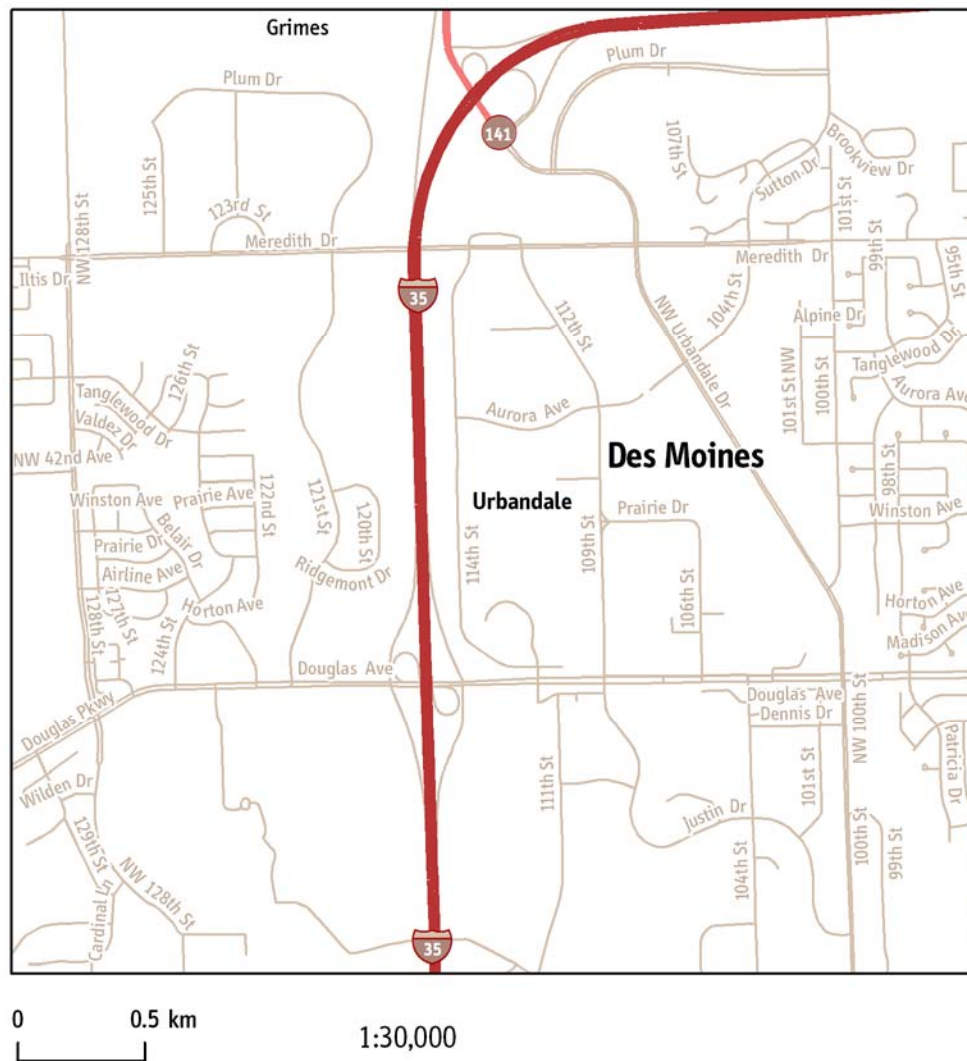 Grimes
Plum Dr
Plum Dr
141
107th St
Sutton Dr
Brookview Dr
125th St
123rd St
NW 128th St
Meredith Dr
101st St
99th St
95th St
Meredith Dr
Iltis Dr
35
104th St
NW Urbandale Dr
112th St
Alpine Dr
Tanglewood Dr
126th St
101st St NW
100th St
Aurora Ave
Tanglewood Dr
Aurora Ave
Valdez Dr
NW 42nd Ave
Des Moines
98th St
Winston Ave
Prairie Ave
122nd St
121st St
120th St
Urbandale
Prairie Dr
Winston Ave
Belair Dr
Prairie Dr
Airline Ave
Ridgemont Dr
114th St
109th St
106th St
Horton Ave
127th St
128th St
Horton Ave
Madison Ave
124th St
Douglas Ave
Douglas Ave
NW 100th St
Dennis Dr
Douglas Pkwy
Patricia Dr
Wilden Dr
111th St
101st St
Justin Dr
129th St
NW 128th St
104th St
100th St
99th St
Cardinal Ln
35
0
0.5 km
1:30,000